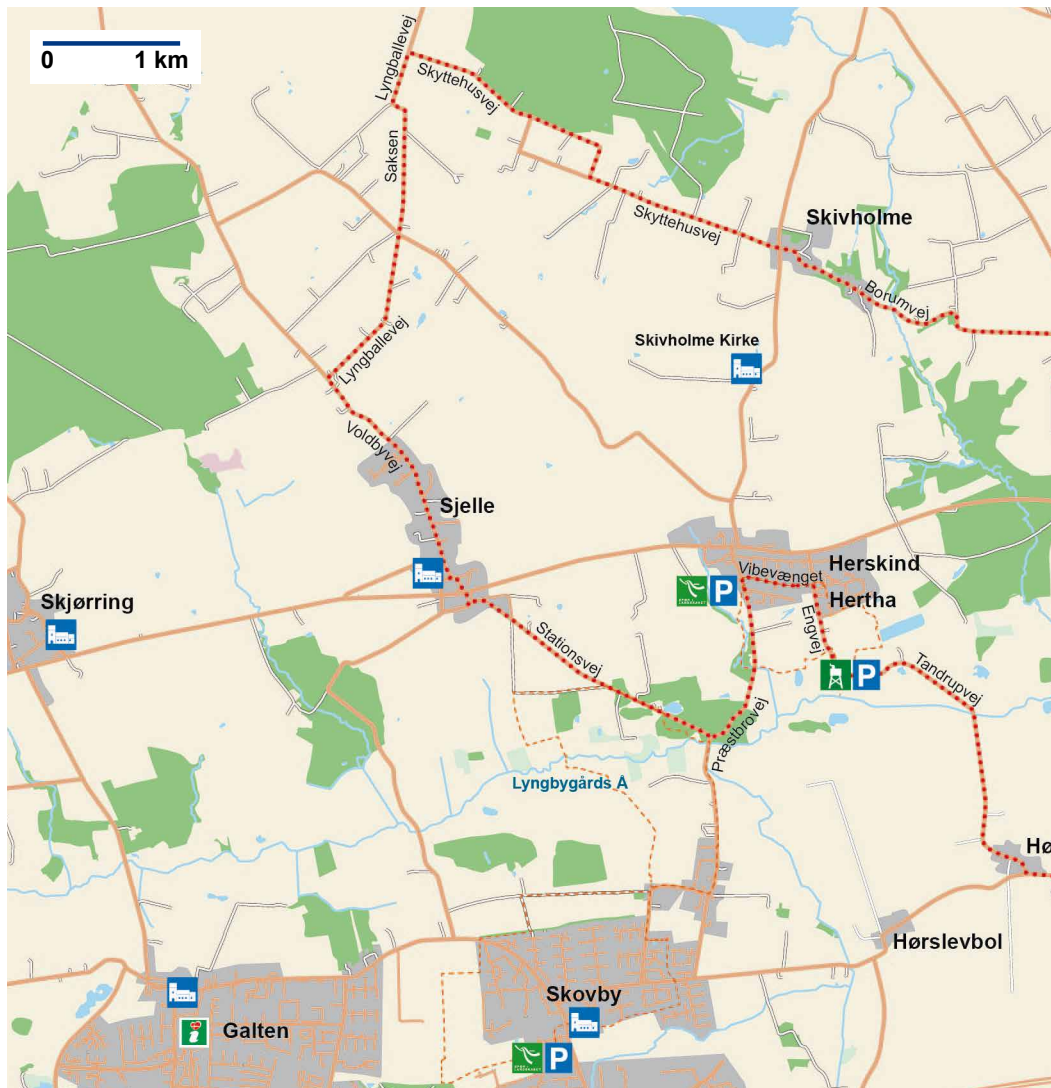 0 1 km
Lyngballevej
Skyttehusvej
Saksen
Skyttehusvej
Skivholme
Borumvej
Skivholme Kirke
Lyngballevej
Voldbyvej
Sjelle
Vibevænget
Herskind
Hertha
P
Skjørring
Engvej
Stationsvej
P
Tandrupvej
Præstbrovej
Lyngbygårds Å
Hø
Hørslevbol
Skovby
Galten
P